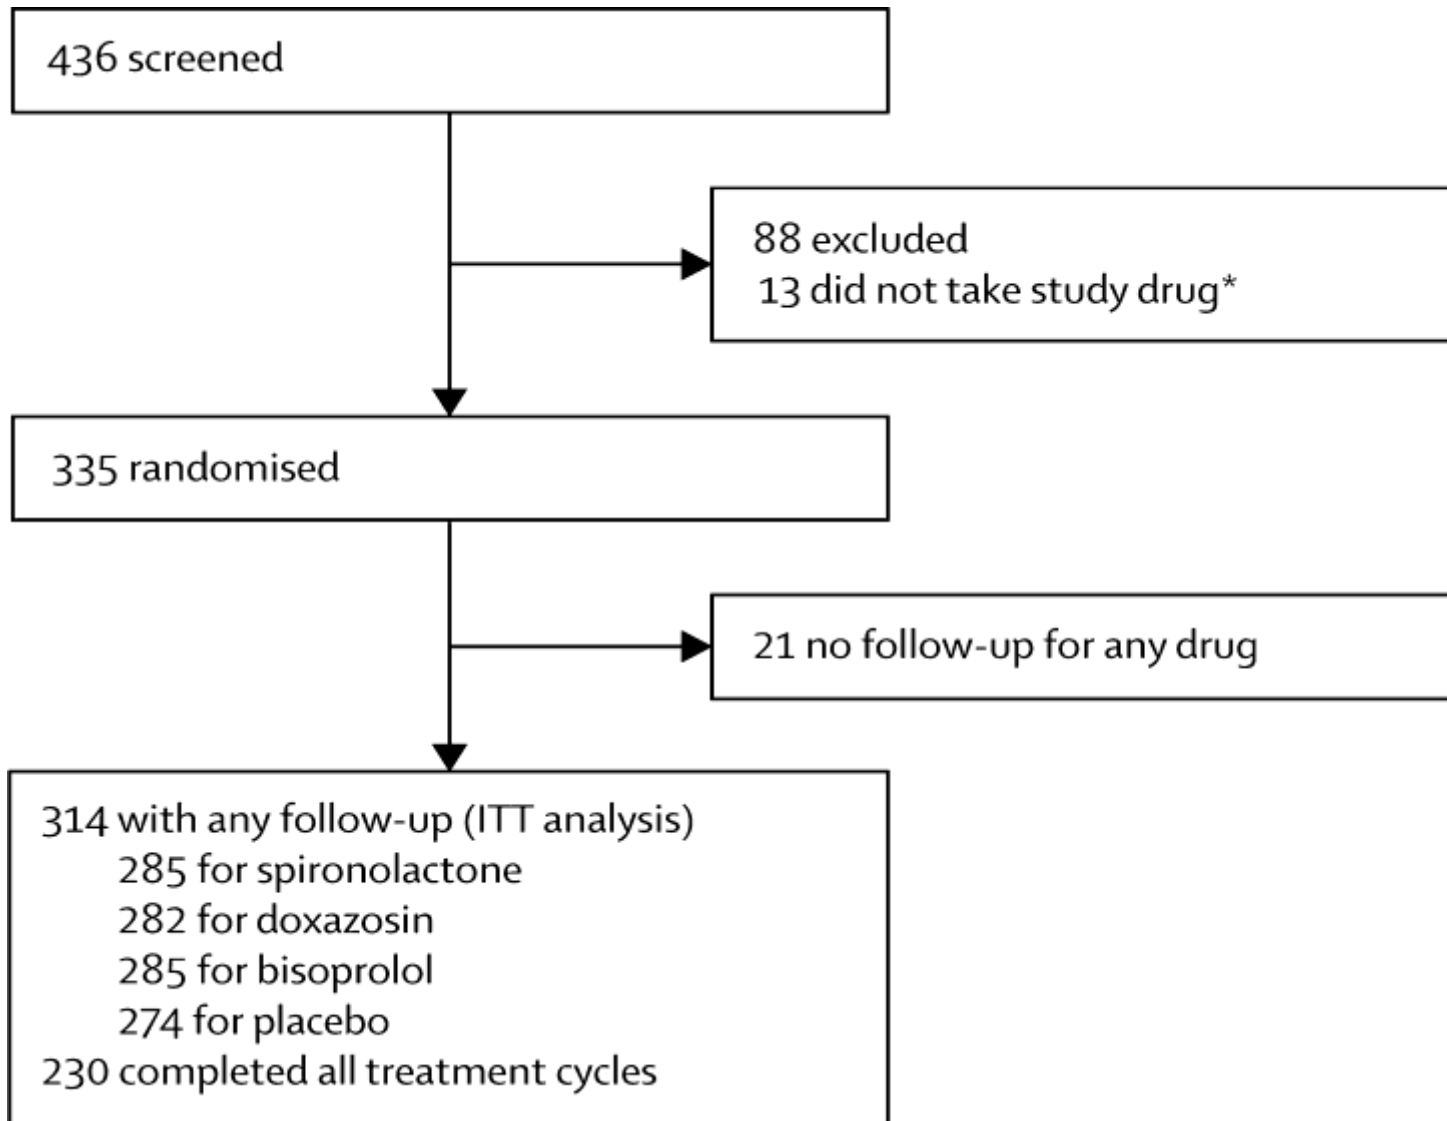 436 screened
88 excluded
13 did not take study drug*
335 randomised
21 no follow-up for any drug
314 with any follow-up (ITT analysis)
285 for spironolactone
282 for doxazosin
285 for bisoprolol
274 for placebo
230 completed all treatment cycles